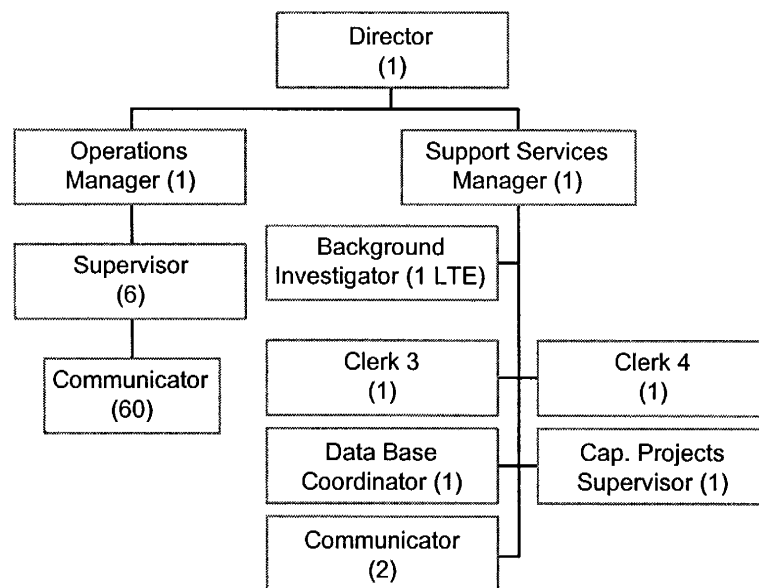 Director
(1)
Operations
Manager (1)
Support Services
Manager (1)
Supervisor
(6)
Communicator
(60)
Background
Investigator (1 LTE)
Clerk 3
(1)
Clerk 4
(1)
Data Base
Coordinator (1)
Cap. Projects
Supervisor (1)
Communicator
(2)